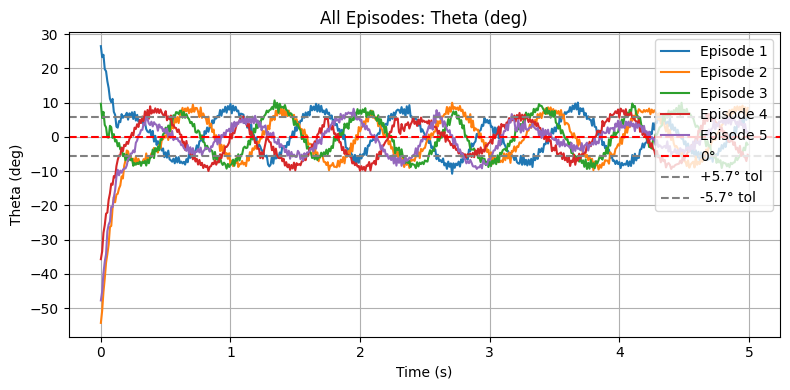 All Episodes: Theta (deg)
Theta (deg)
30
20
10
0
−10
−20
−30
−40
−50
0
1
2
3
4
5
Time (s)
Episode 1
Episode 2
Episode 3
Episode 4
Episode 5
0°
+5.7° tol
-5.7° tol